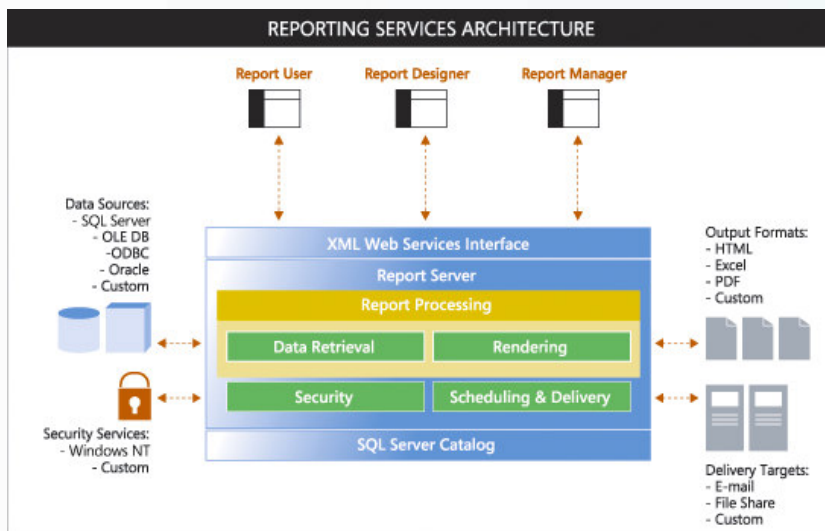 REPORTING SERVICES ARCHITECTURE
Report User
Report Designer
Report Manager
Data Sources:
- SQL Server
- OLE DB
-ODBC
- Oracle
- Custom
XML Web Services Interface
Report Server
Report Processing
Data Retrieval
Rendering
Security
Scheduling & Delivery
SQL Server Catalog
Output Formats:
- HTML
- Excel
- PDF
- Custom
Security Services:
- Windows NT
- Custom
Delivery Targets:
- E-mail
- File Share
- Custom